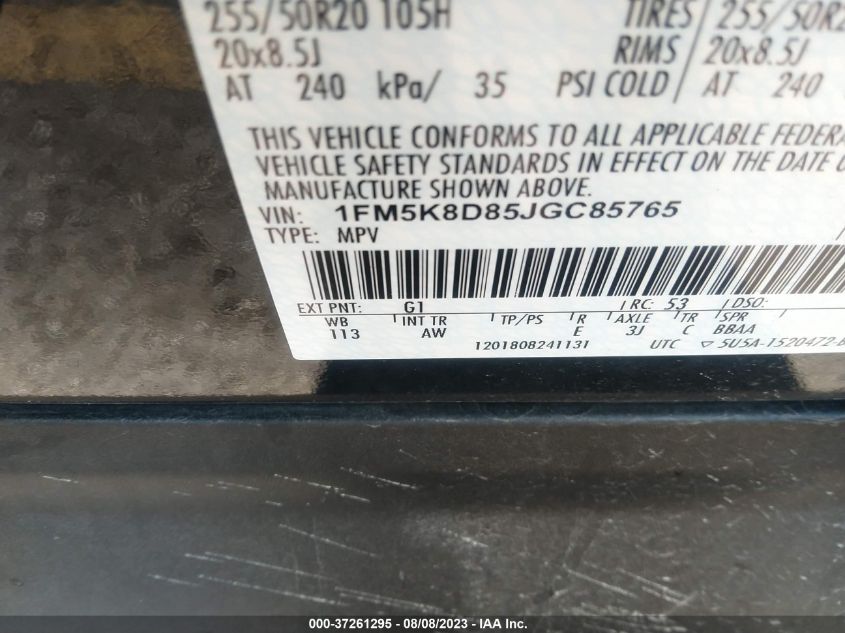 255/50R20 105H TIRES 255/50R2
20x8.5J RIMS 20x8.5J
AT 240 kPa/ 35 PSI COLD AT 240
THIS VEHICLE CONFORMS TO ALL APPLICABLE FEDERA
VEHICLE SAFETY STANDARDS IN EFFECT ON THE DATE O
MANUFACTURE SHOWN ABOVE.
VIN: 1FM5K8D85JGC85765
TYPE: MPV
EXT PNT: G1 RC: 53 DSO:
WB INT TR TP/PS R AXLE TR SPR
113 AW E 3J C BBAA
1201808241131 UTC ▽ 5U5A-1520472-B
000-37261295 - 08/08/2023 - IAA Inc.